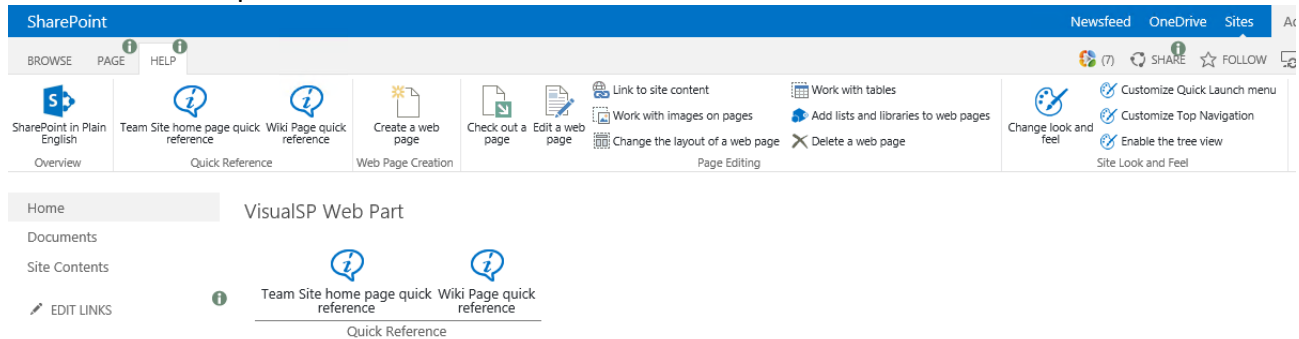 SharePoint
Newsfeed OneDrive Sites
BROWSE PAGE HELP
(7) SHARE FOLLOW
SharePoint in Plain
English
Overview
Team Site home page quick
reference
Wiki Page quick
reference
Quick Reference
Create a web
page
Web Page Creation
Check out a
page
Edit a web
page
Link to site content
Work with images on pages
Change the layout of a web page
Work with tables
Add lists and libraries to web pages
Delete a web page
Page Editing
Change look and
feel
Customize Quick Launch menu
Customize Top Navigation
Enable the tree view
Site Look and Feel
Home
Documents
Site Contents
EDIT LINKS
VisualSP Web Part
Team Site home page quick
reference
Wiki Page quick
reference
Quick Reference